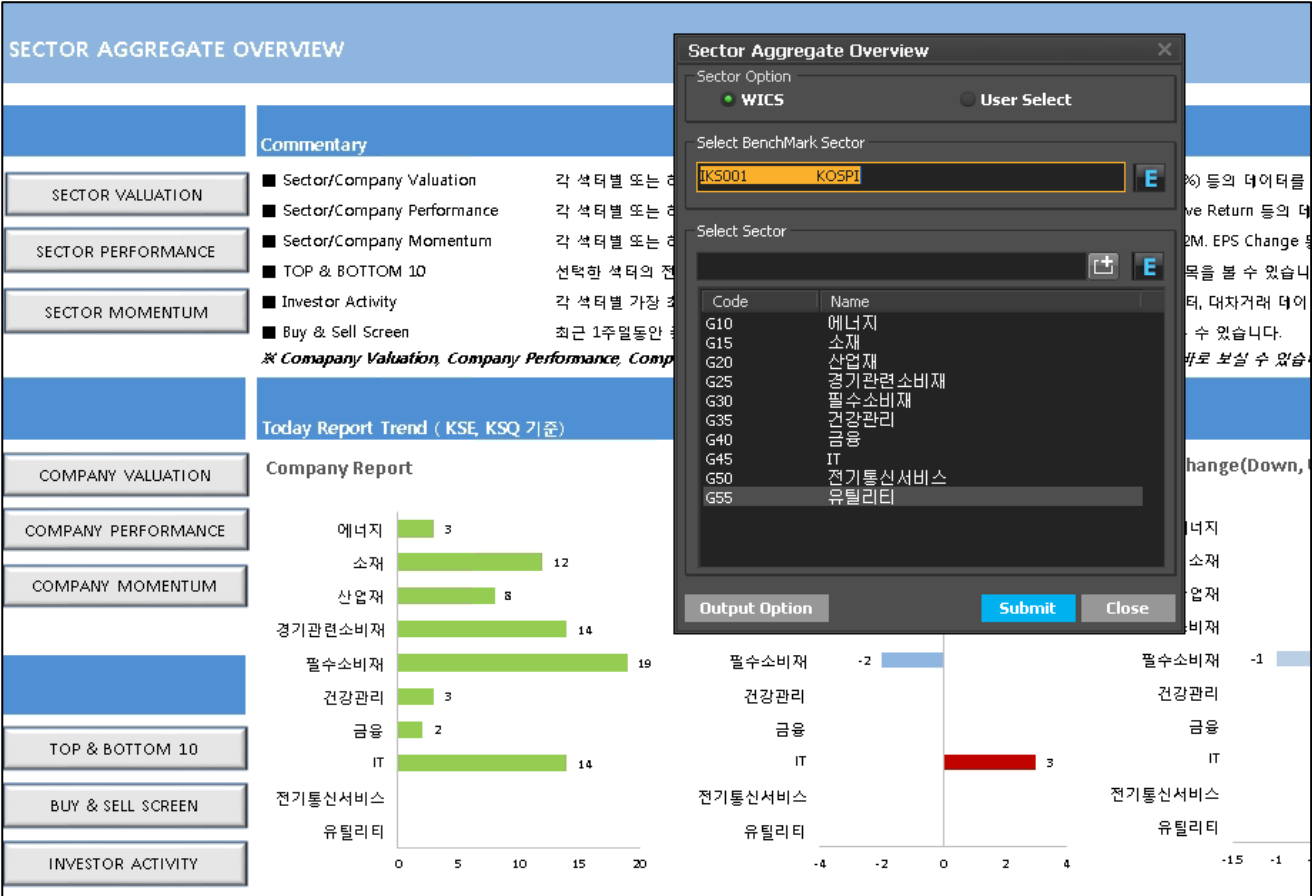 SECTOR AGGREGATE OVERVIEW
Commentary
SECTOR VALUATION
SECTOR PERFORMANCE
SECTOR MOMENTUM
■ Sector/Company Valuation 각 섹터별 또는
■ Sector/Company Performance 각 섹터별 또는
■ Sector/Company Momentum 각 섹터별 또는
■ TOP & BOTTOM 10 선택한 섹터의 전
■ Investor Activity 각 섹터별 가장
■ Buy & Sell Screen 최근 1주일동안
※ Comapany Valuation, Company Performance, Comp
%) 등의 데이터를
ve Return 등의 데
2M. EPS Change
목을 볼 수 있습니
터, 대차거래 데이
수 있습니다.
바로 보실 수 있습
Sector Aggregate Overview
Sector Option
WICS User Select
Select BenchMark Sector
IKS001 KOSPI
E
Select Sector
E
Code Name
G10 에너지
G15 소재
G20 산업재
G25 경기관련소비재
G30 필수소비재
G35 건강관리
G40 금융
G45 IT
G50 전기통신서비스
G55 유틸리티
Output Option Submit Close
Today Report Trend ( KSE, KSQ 기준)
COMPANY VALUATION
COMPANY PERFORMANCE
COMPANY MOMENTUM
TOP & BOTTOM 10
BUY & SELL SCREEN
INVESTOR ACTIVITY
Company Report
에너지 3
소재 12
산업재 8
경기관련소비재 14
필수소비재 19
건강관리 3
금융 2
IT 14
전기통신서비스
유틸리티
0 5 10 15 20
필수소비재 -2
건강관리
금융
IT 3
전기통신서비스
유틸리티
-4 -2 0 2 4
hange(Down,
너지
소재
업재
비재
필수소비재 -1
건강관리
금융
IT
전기통신서비스
유틸리티
-15 -1